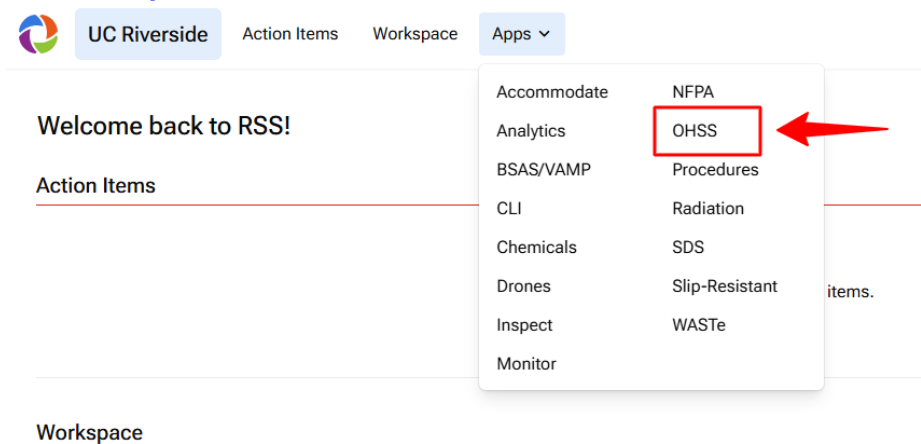 UC Riverside Action Items Workspace Apps
Accommodate NFPA
Welcome back to RSS!
Analytics OHSS
BSAS/VAMP Procedures
Action Items
CLI Radiation
Chemicals SDS
Drones Slip-Resistant
items.
Inspect WASTe
Monitor
Workspace